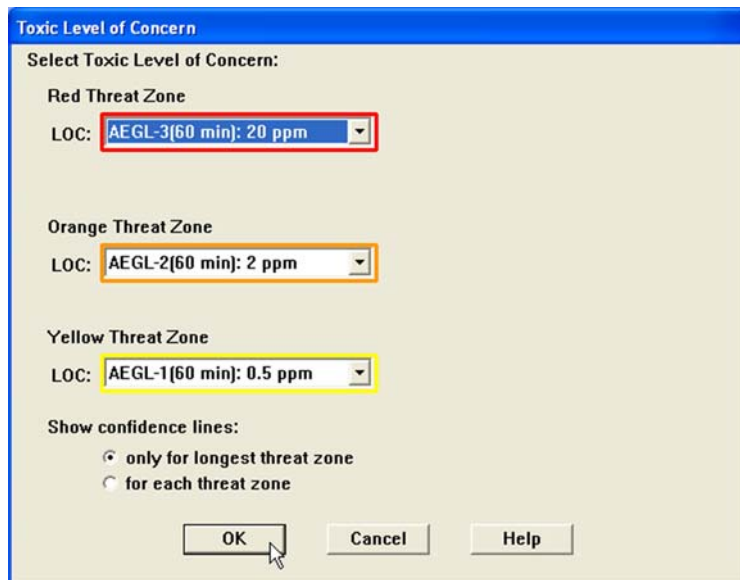 Toxic Level of Concern
Select Toxic Level of Concern:
Red Threat Zone
LOC: AEGL-3(60 min): 20 ppm
Orange Threat Zone
LOC: AEGL-2(60 min): 2 ppm
Yellow Threat Zone
LOC: AEGL-1(60 min): 0.5 ppm
Show confidence lines:
only for longest threat zone
for each threat zone
OK Cancel Help